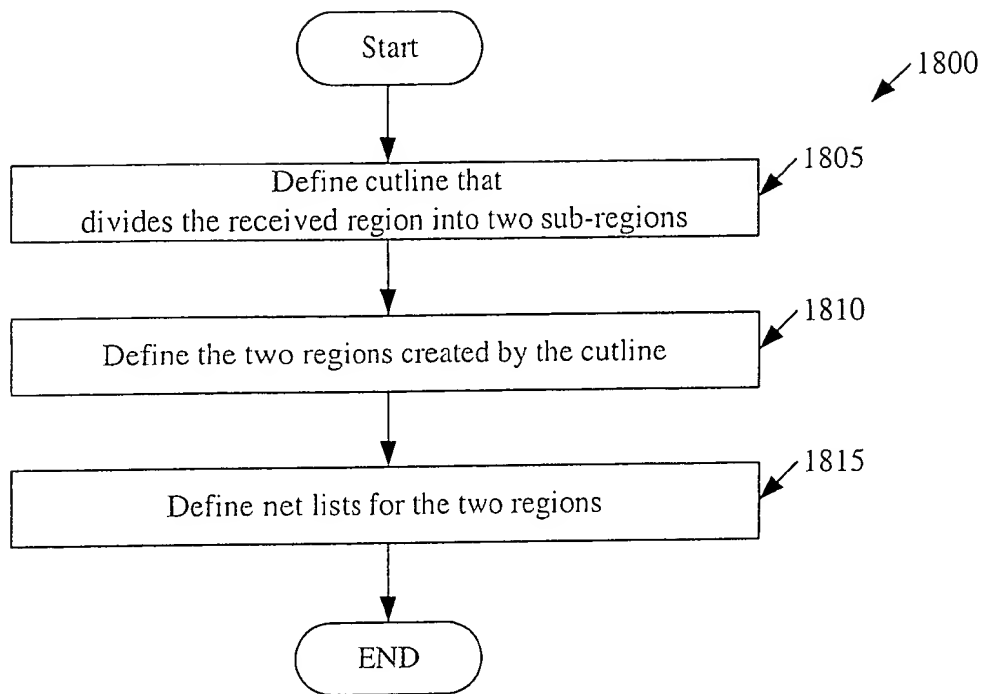 Start
1800
1805
Define cutline that
divides the received region into two sub-regions
1810
Define the two regions created by the cutline
1815
Define net lists for the two regions
END